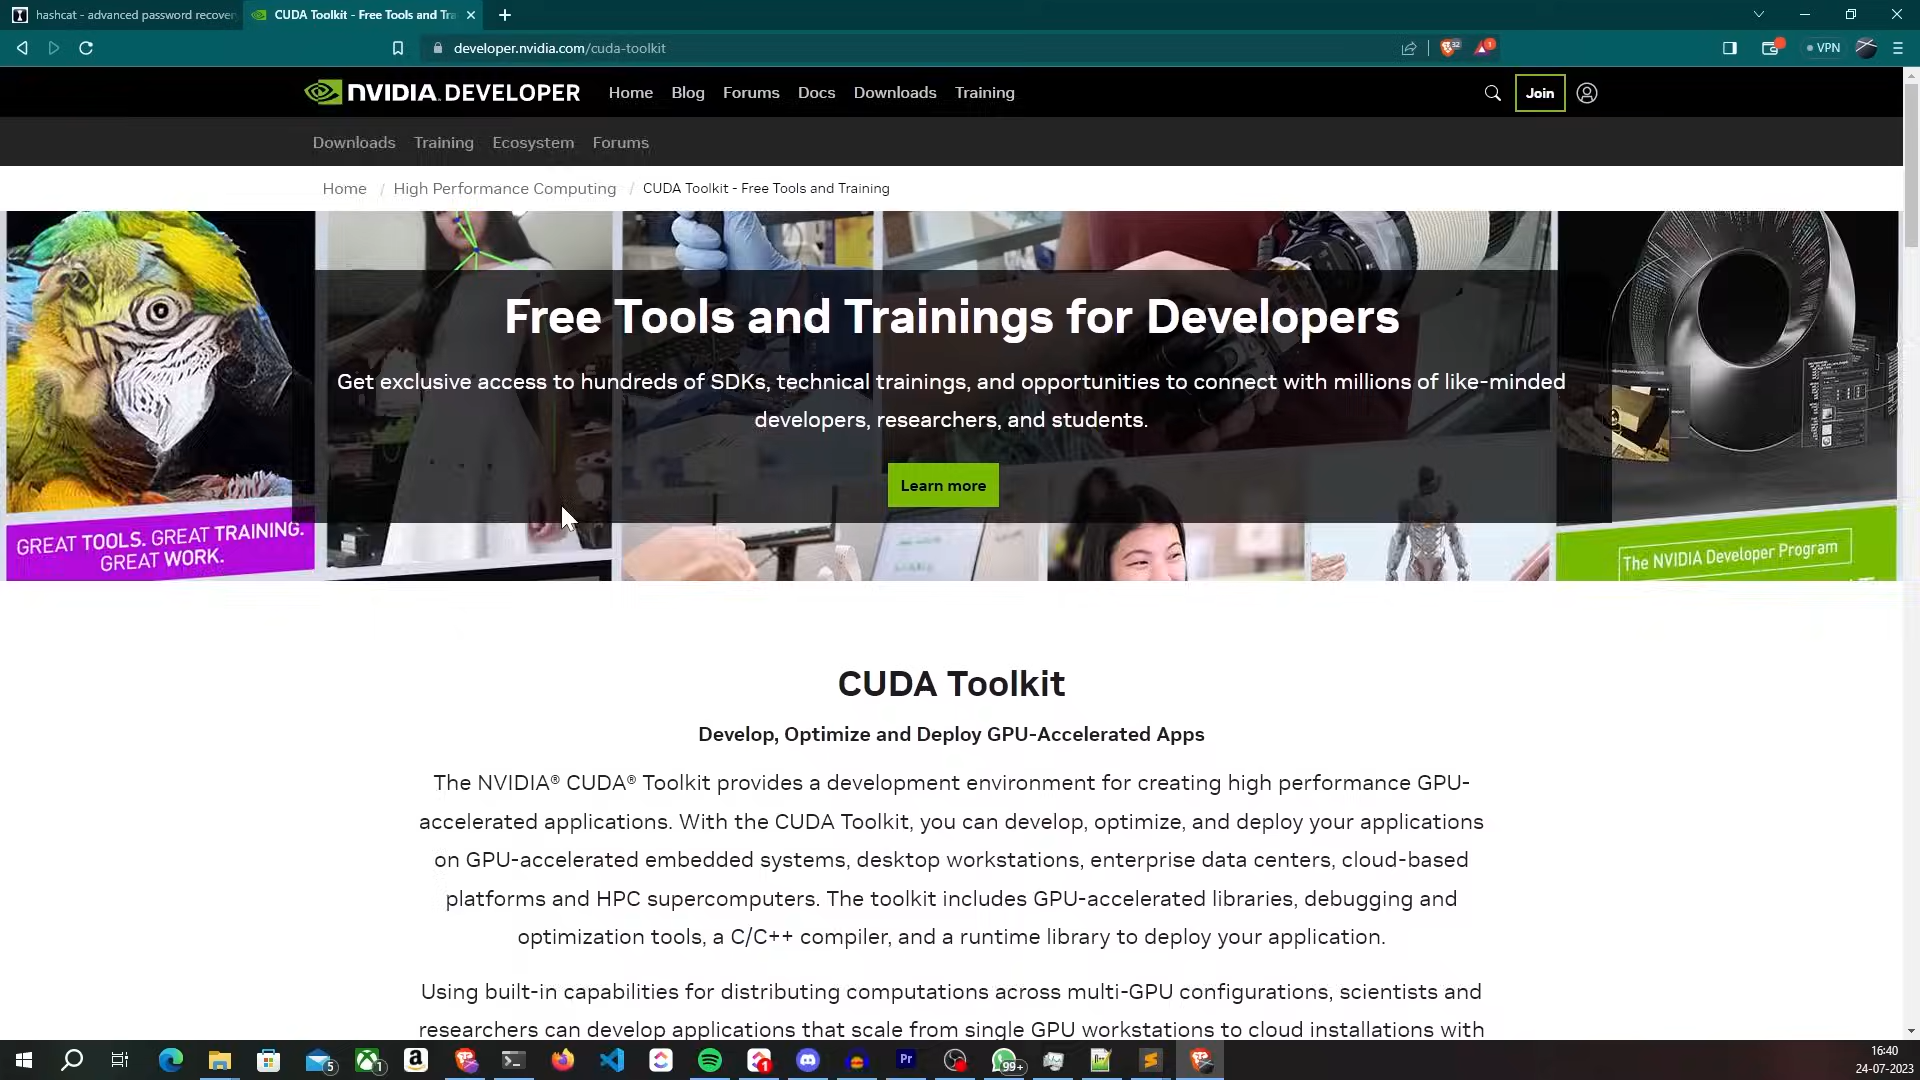 hashcat - advanced password recover
CUDA Toolkit - Free Tools and Tra
developer.nvidia.com/cuda-toolkit
32
1
VPN
NVIDIA. DEVELOPER
Home Blog Forums Docs Downloads Training
Join
Downloads Training Ecosystem Forums
Home / High Performance Computing / CUDA Toolkit - Free Tools and Training
Free Tools and Trainings for Developers
Get exclusive access to hundreds of SDKs, technical trainings, and opportunities to connect with millions of like-minded
developers, researchers, and students.
Learn more
GREAT TOOLS. GREAT TRAINING.
GREAT WORK.
The NVIDIA Developer Program
CUDA Toolkit
Develop, Optimize and Deploy GPU-Accelerated Apps
The NVIDIA® CUDA® Toolkit provides a development environment for creating high performance GPU-
accelerated applications. With the CUDA Toolkit, you can develop, optimize, and deploy your applications
on GPU-accelerated embedded systems, desktop workstations, enterprise data centers, cloud-based
platforms and HPC supercomputers. The toolkit includes GPU-accelerated libraries, debugging and
optimization tools, a C/C++ compiler, and a runtime library to deploy your application.
Using built-in capabilities for distributing computations across multi-GPU configurations, scientists and
researchers can develop applications that scale from single GPU workstations to cloud installations with
5
1
a
1
Pr
99+
16:40
24-07-2023